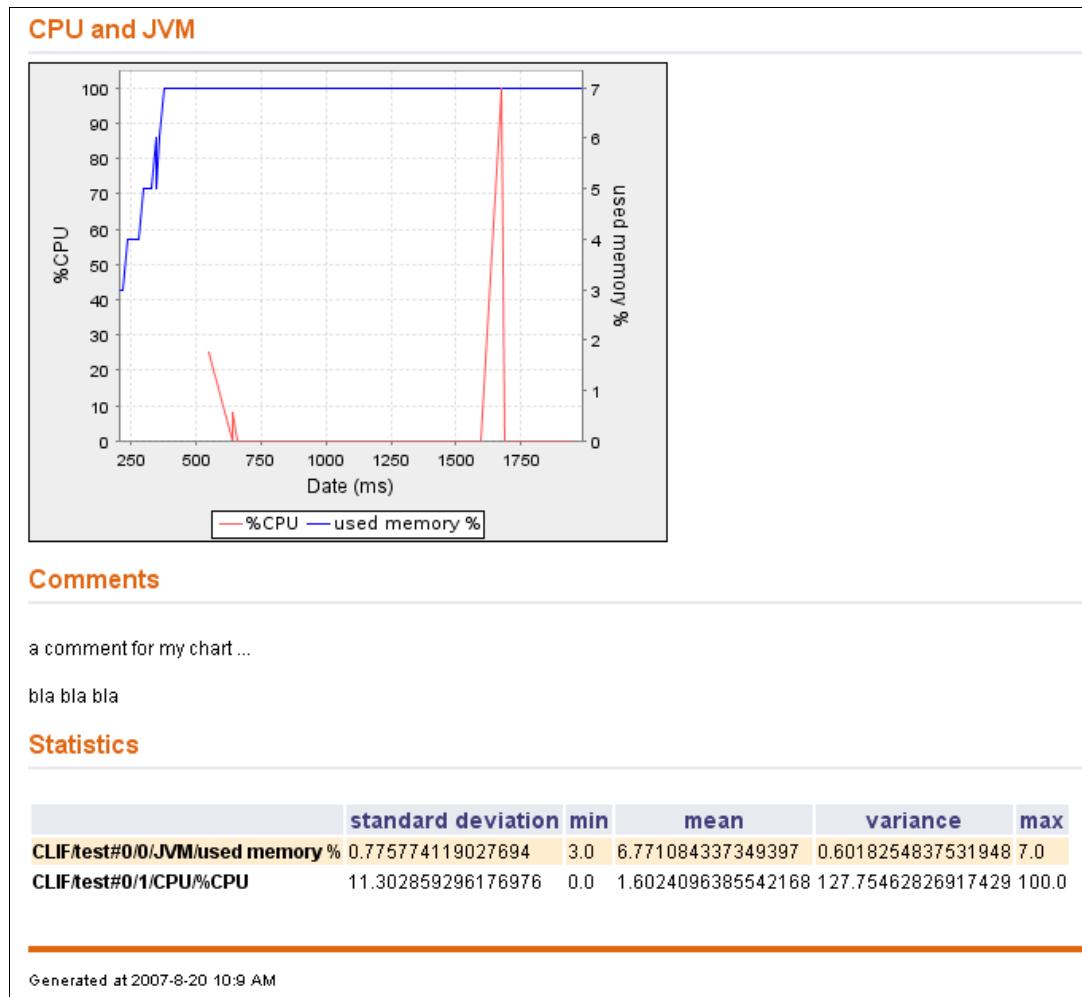 CPU and JVM
100
90
80
70
60
50
40
30
20
10
0
%CPU
7
6
5
4
3
2
1
0
used memory %
250 500 750 1000 1250 1500 1750
Date (ms)
%CPU used memory %
Comments
a comment for my chart ...
bla bla bla
Statistics
standard deviation min mean variance max
CLIF/test#0/0/JVM/used memory % 0.775774119027694 3.0 6.771084337349397 0.6018254837531948 7.0
CLIF/test#0/1/CPU/%CPU 11.302859296176976 0.0 1.6024096385542168 127.75462826917429 100.0
Generated at 2007-8-20 10:9 AM